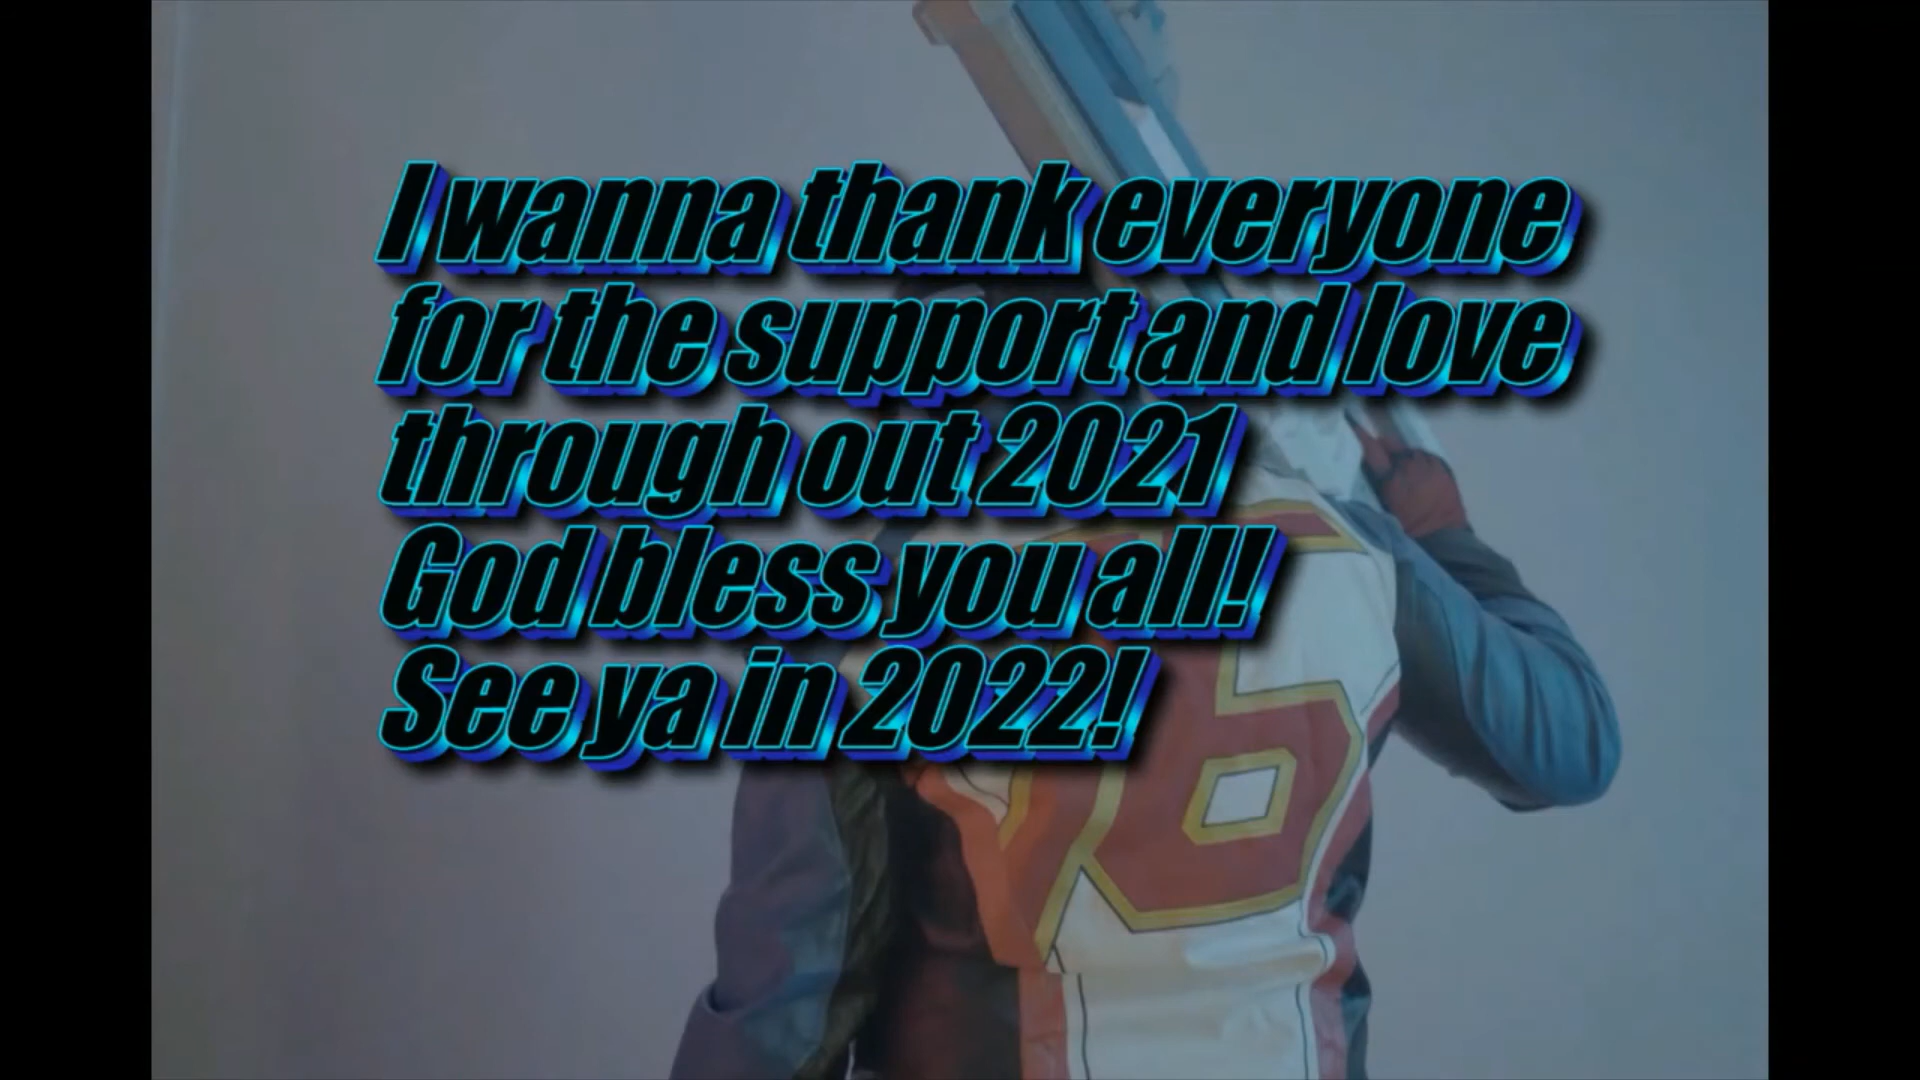 I wanna thank everyone
for the support and love
through out 2021
God bless you all!
See ya in 2022!
6